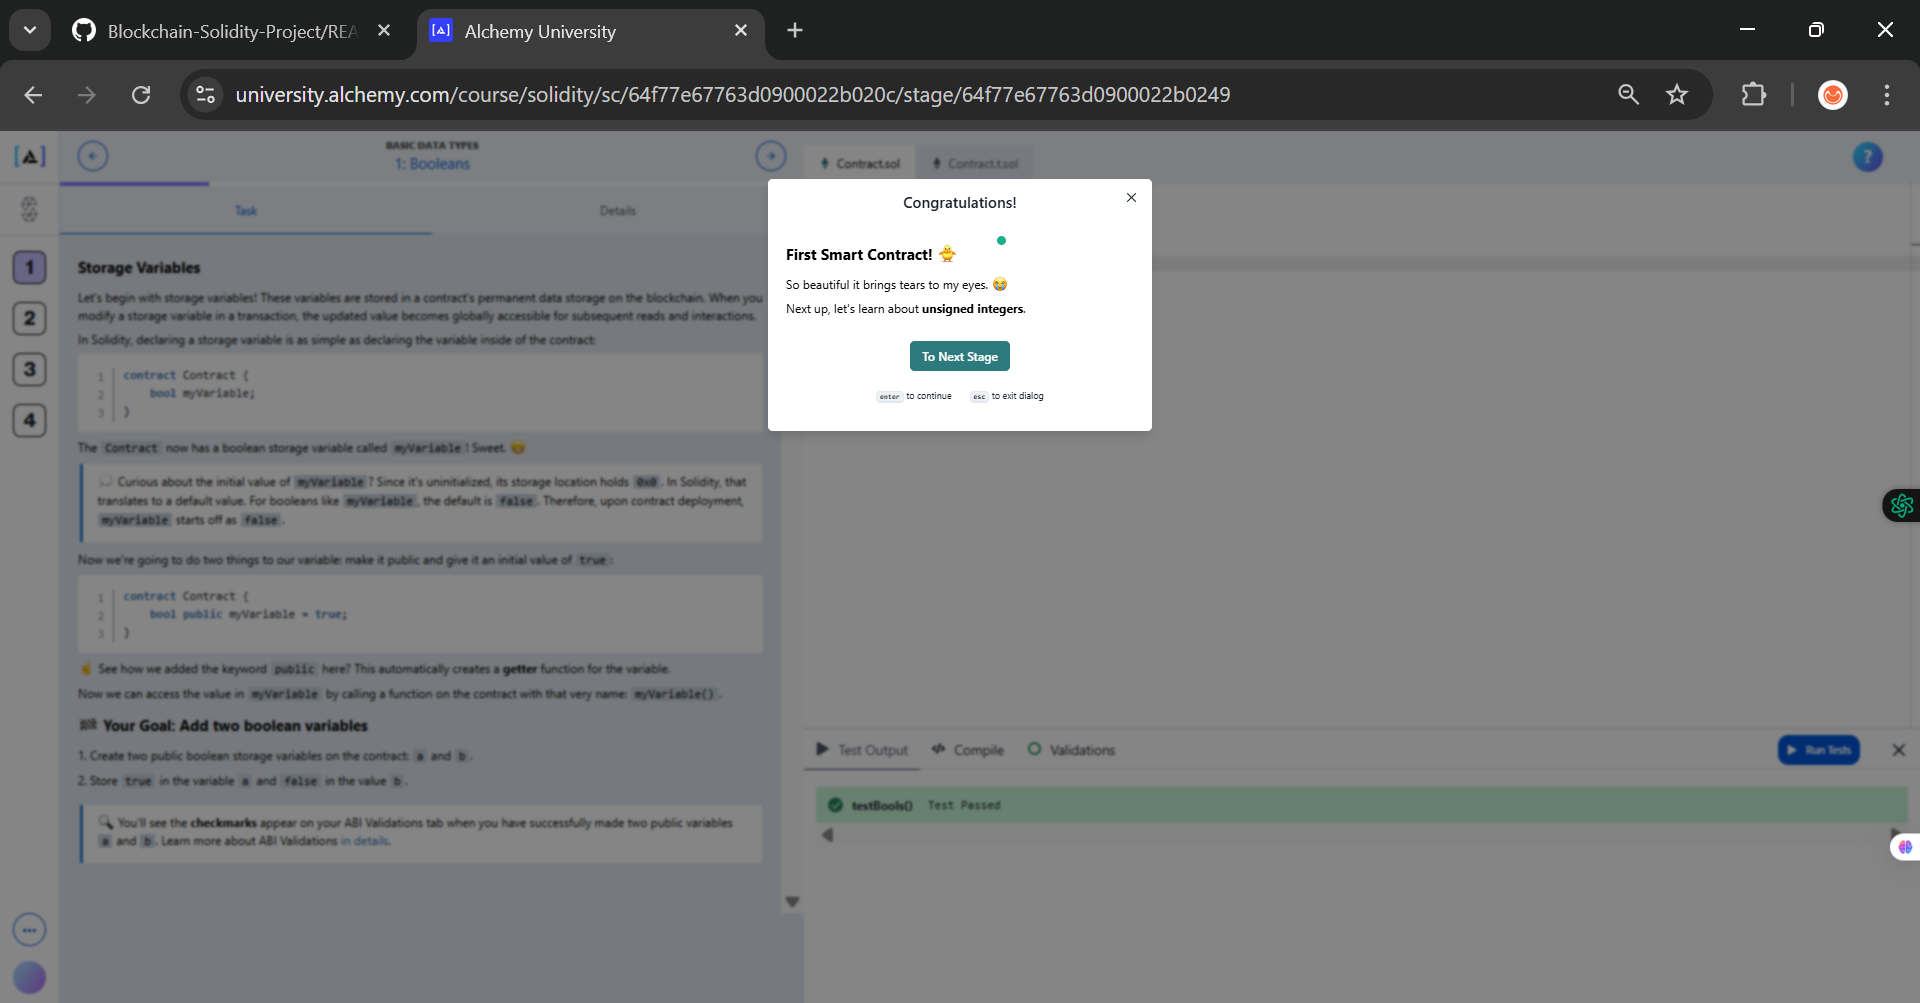 Blockchain-Solidity-Project/REA
Alchemy University
university.alchemy.com/course/solidity/sc/64f77e67763d0900022b020c/stage/64f77e67763d0900022b0249
BASIC DATA TYPES
1: Booleans
Task
Details
1
2
3
4
Storage Variables
Let's begin with storage variables! These variables are stored in a contract's permanent data storage on the blockchain. When you
modify a storage variable in a transaction, the updated value becomes globally accessible for subsequent reads and interactions.
In Solidity, declaring a storage variable is as simple as declaring the variable inside of the contract:
1 contract Contract {
2 bool myVariable;
3 }
The Contract now has a boolean storage variable called myVariable! Sweet. 😁
💭 Curious about the initial value of myVariable? Since it's uninitialized, its storage location holds 0x0. In Solidity, that
translates to a default value. For booleans like myVariable, the default is false. Therefore, upon contract deployment,
myVariable starts off as false.
Now we're going to do two things to our variable: make it public and give it an initial value of true:
1 contract Contract {
2 bool public myVariable = true;
3 }
☝️ See how we added the keyword public here? This automatically creates a getter function for the variable.
Now we can access the value in myVariable by calling a function on the contract with that very name: myVariable().
🏁 Your Goal: Add two boolean variables
1. Create two public boolean storage variables on the contract: a and b.
2. Store true in the variable a and false in the value b.
🔍 You'll see the checkmarks appear on your ABI Validations tab when you have successfully made two public variables
a and b. Learn more about ABI Validations in details.
Contract.sol
Contract.t.sol
?
Congratulations!
First Smart Contract! 🐥
So beautiful it brings tears to my eyes. 😭
Next up, let's learn about unsigned integers.
To Next Stage
enter to continue esc to exit dialog
Test Output
Compile
Validations
Run Tests
testBools() Test Passed